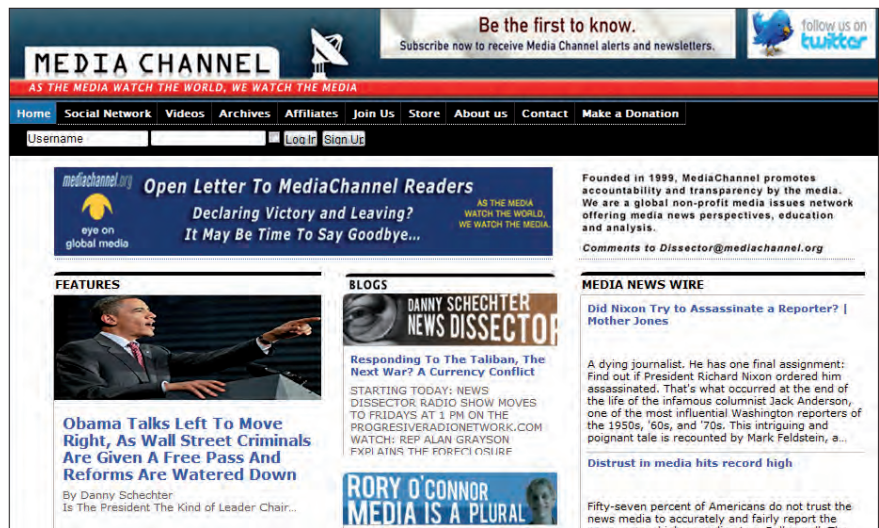 Be the first to know.
Subscribe now to receive Media Channel alerts and newsletters.
follow us on
twitter
MEDIA CHANNEL
AS THE MEDIA WATCH THE WORLD, WE WATCH THE MEDIA
Home Social Network Videos Archives Affiliates Join Us Store About us Contact Make a Donation
Username Log In Sign Up
mediachannel.org
eye on
global media
Open Letter To MediaChannel Readers
Declaring Victory and Leaving?
It May Be Time To Say Goodbye...
AS THE MEDIA
WATCH THE WORLD,
WE WATCH THE MEDIA.
Founded in 1999, MediaChannel promotes
accountability and transparency by the media.
We are a global non-profit media issues network
offering media news perspectives, education
and analysis.
Comments to Dissector@mediachannel.org
FEATURES
Obama Talks Left To Move
Right, As Wall Street Criminals
Are Given A Free Pass And
Reforms Are Watered Down
By Danny Schechter
Is The President The Kind of Leader Chair...
BLOGS
DANNY SCHECHTER
NEWS DISSECTOR
Responding To The Taliban, The
Next War? A Currency Conflict
STARTING TODAY: NEWS
DISSECTOR RADIO SHOW MOVES
TO FRIDAYS AT 1 PM ON THE
PROGRESIVERADIONETWORK.COM
WATCH: REP ALAN GRAYSON
EXPLAINS THE FORECLOSURE
RORY O'CONNOR
MEDIA IS A PLURAL
MEDIA NEWS WIRE
Did Nixon Try to Assassinate a Reporter? |
Mother Jones
A dying journalist. He has one final assignment:
Find out if President Richard Nixon ordered him
assassinated. That's what occurred at the end of
the life of the infamous columnist Jack Anderson,
one of the most influential Washington reporters of
the 1950s, '60s, and '70s. This intriguing and
poignant tale is recounted by Mark Feldstein, a...
Distrust in media hits record high
Fifty-seven percent of Americans do not trust the
news media to accurately and fairly report the